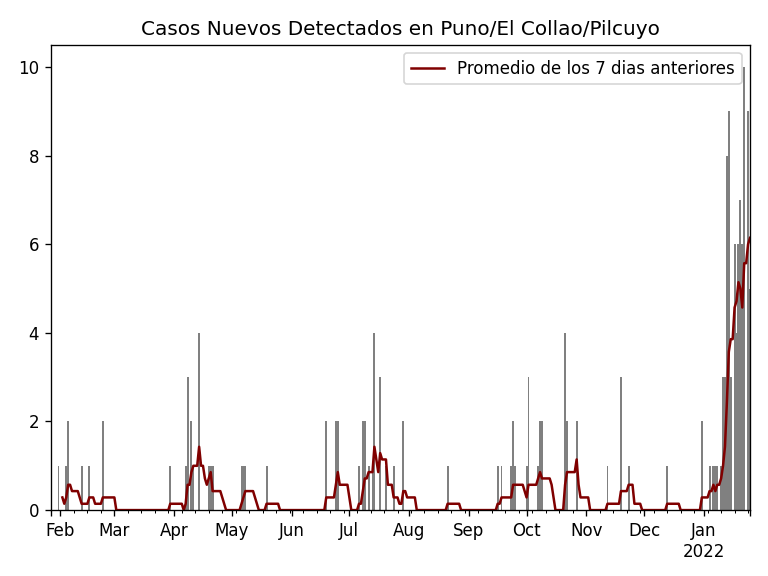 Casos Nuevos Detectados en Puno/El Collao/Pilcuyo
Promedio de los 7 dias anteriores
10
8
6
4
2
0
Feb Mar Apr May Jun Jul Aug Sep Oct Nov Dec Jan
2022